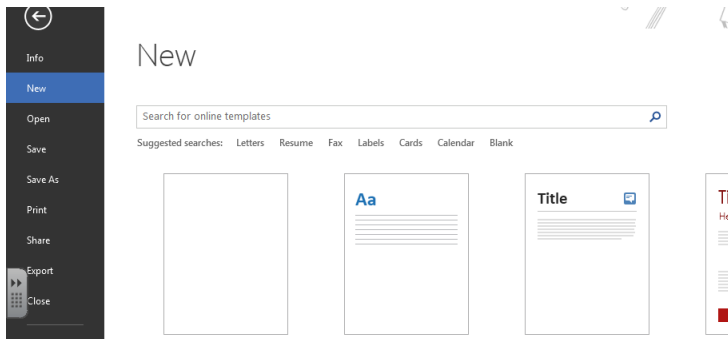 Info
New
Open
Save
Save As
Print
Share
Export
Close
New
Search for online templates
Suggested searches: Letters Resume Fax Labels Cards Calendar Blank
Aa
Title